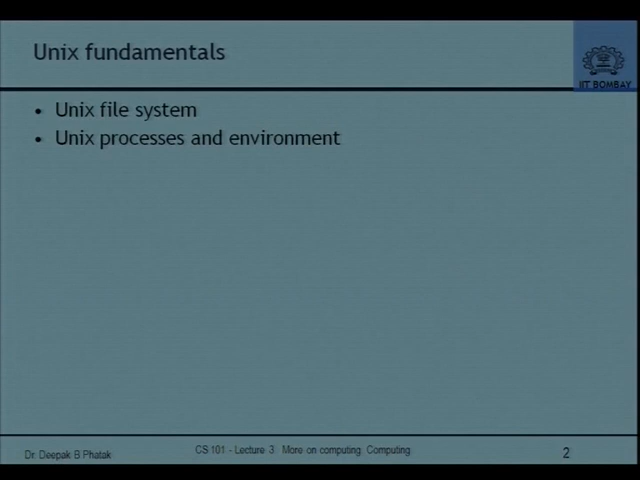 Unix fundamentals
IIT BOMBAY
• Unix file system
• Unix processes and environment
Dr. Deepak B Phatak
CS 101 - Lecture 3 More on computing Computing
2